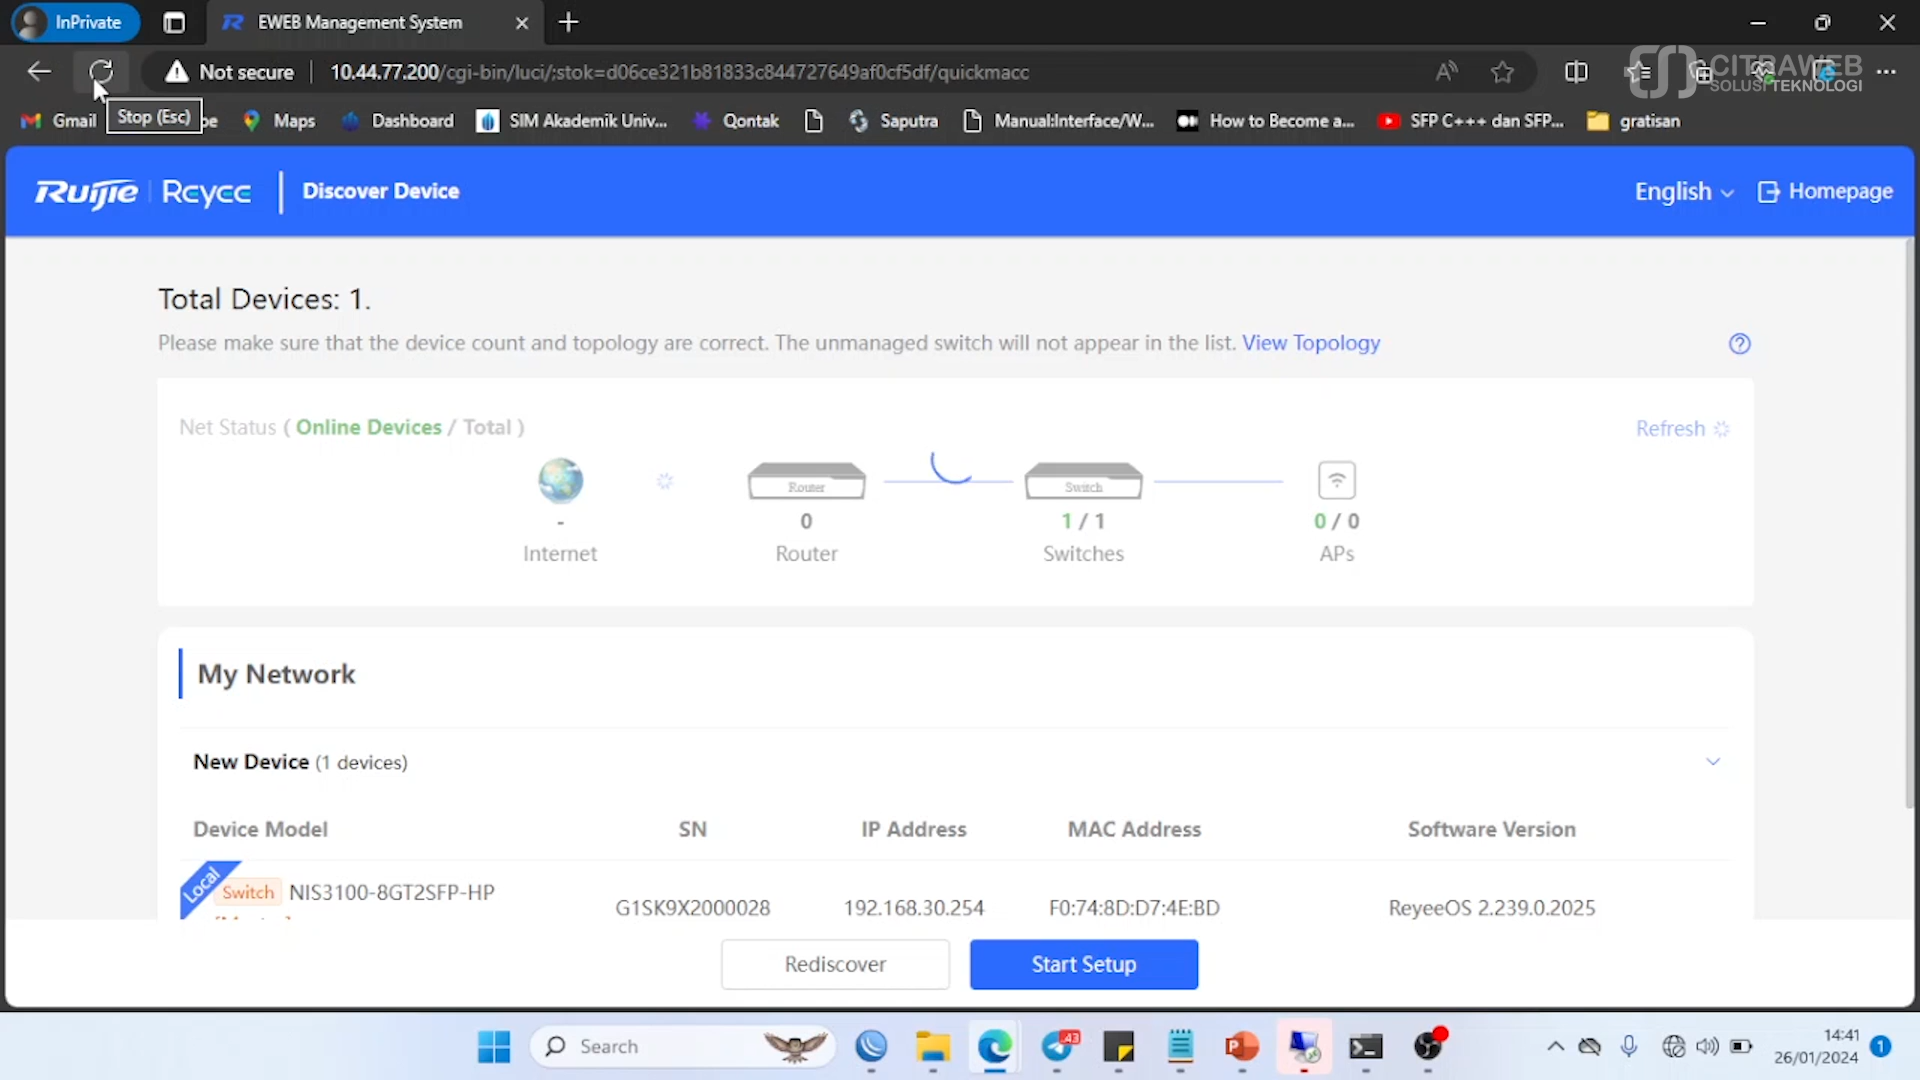 InPrivate
EWEB Management System
Not secure
10.44.77.200/cgi-bin/luci/;stok=d06ce321b81833c844727649af0cf5df/quickmacc
CITRAWEB
SOLUSI TEKNOLOGI
Gmail
Stop (Esc)
Maps
Dashboard
SIM Akademik Univ...
Qontak
Saputra
Manual:Interface/W...
How to Become a...
SFP C+++ dan SFP...
gratisan
Ruijie Reyee
Discover Device
English
Homepage
Total Devices: 1.
Please make sure that the device count and topology are correct. The unmanaged switch will not appear in the list. View Topology
Net Status ( Online Devices / Total )
Refresh
Router
Switch
-
0
1 / 1
0 / 0
Internet
Router
Switches
APs
My Network
New Device (1 devices)
Device Model
SN
IP Address
MAC Address
Software Version
Local
Switch
NIS3100-8GT2SFP-HP
G1SK9X2000028
192.168.30.254
F0:74:8D:D7:4E:BD
ReyeeOS 2.239.0.2025
Rediscover
Start Setup
Search
43
14:41
26/01/2024
1